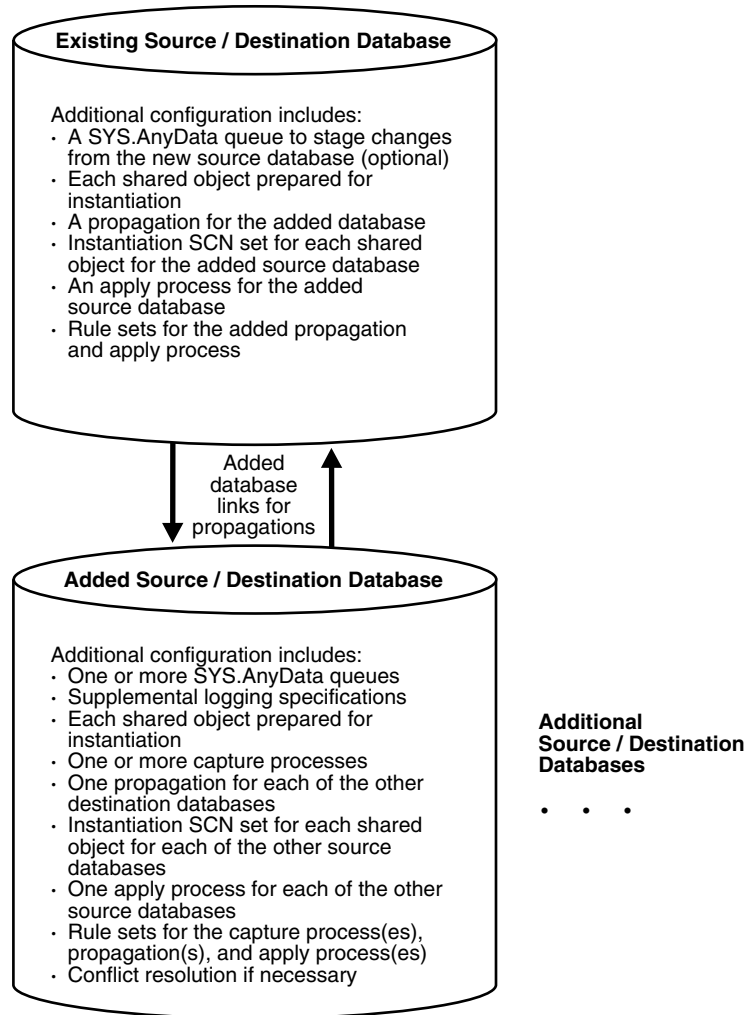 Existing Source / Destination Database
Additional configuration includes:
· A SYS.AnyData queue to stage changes
from the new source database (optional)
· Each shared object prepared for
instantiation
· A propagation for the added database
· Instantiation SCN set for each shared
object for the added source database
· An apply process for the added
source database
· Rule sets for the added propagation
and apply process
Added
database
links for
propagations
Added Source / Destination Database
Additional configuration includes:
· One or more SYS.AnyData queues
· Supplemental logging specifications
· Each shared object prepared for
instantiation
· One or more capture processes
· One propagation for each of the other
destination databases
· Instantiation SCN set for each shared
object for each of the other source
databases
· One apply process for each of the other
source databases
· Rule sets for the capture process(es),
propagation(s), and apply process(es)
· Conflict resolution if necessary
Additional
Source / Destination
Databases
. . .